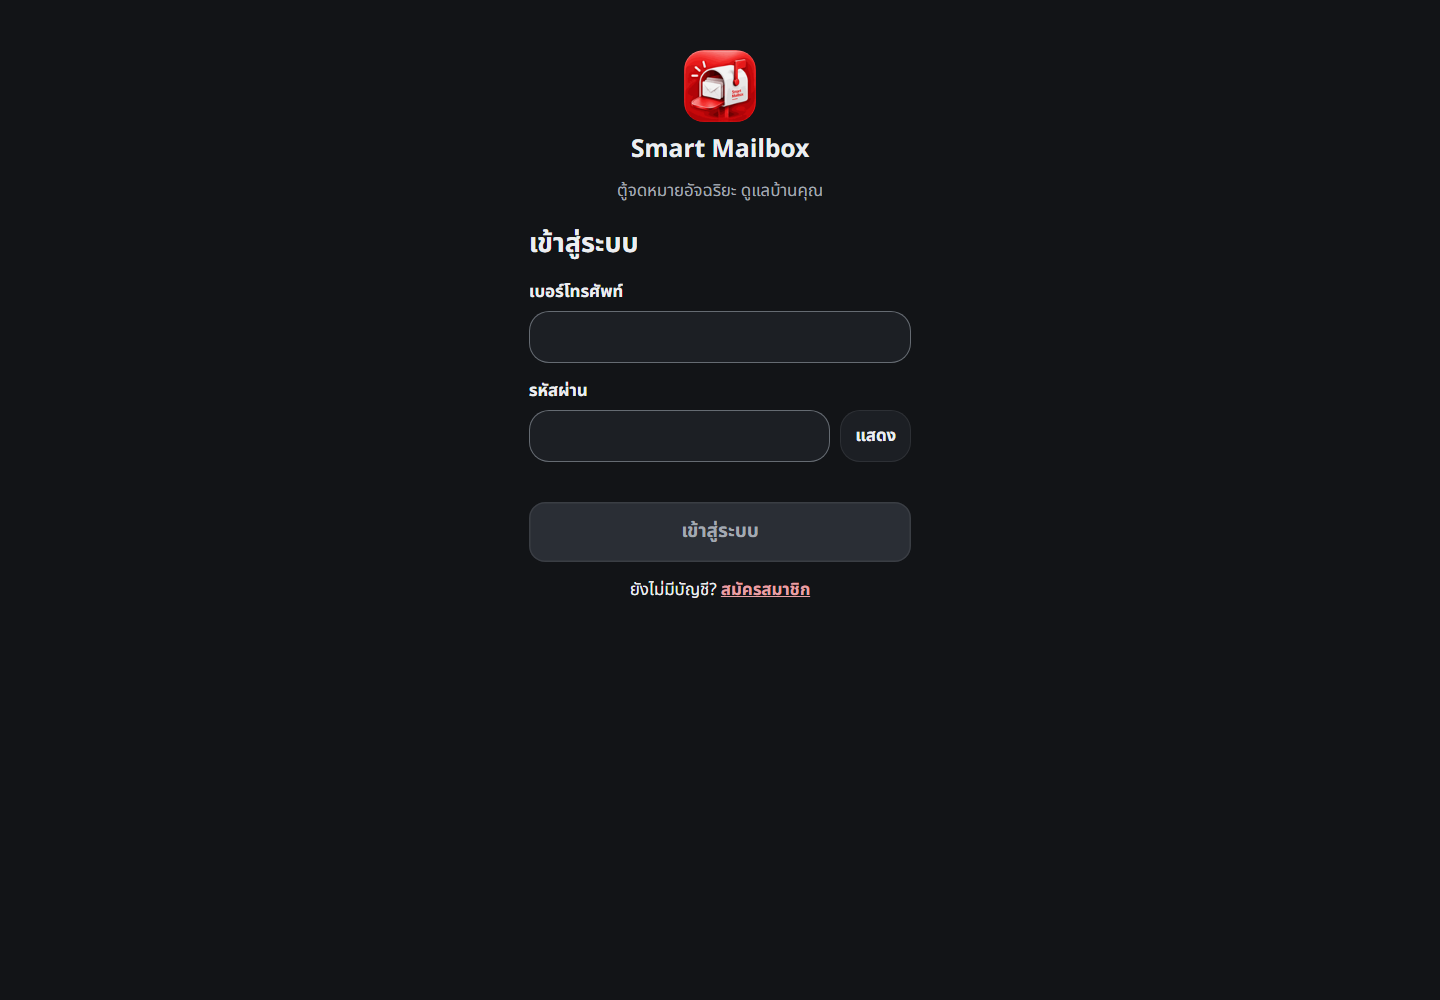 Smart Mailbox
ตู้จดหมายอัจฉริยะ ดูแลบ้านคุณ
เข้าสู่ระบบ
เบอร์โทรศัพท์
รหัสผ่าน
แสดง
เข้าสู่ระบบ
ยังไม่มีบัญชี? สมัครสมาชิก